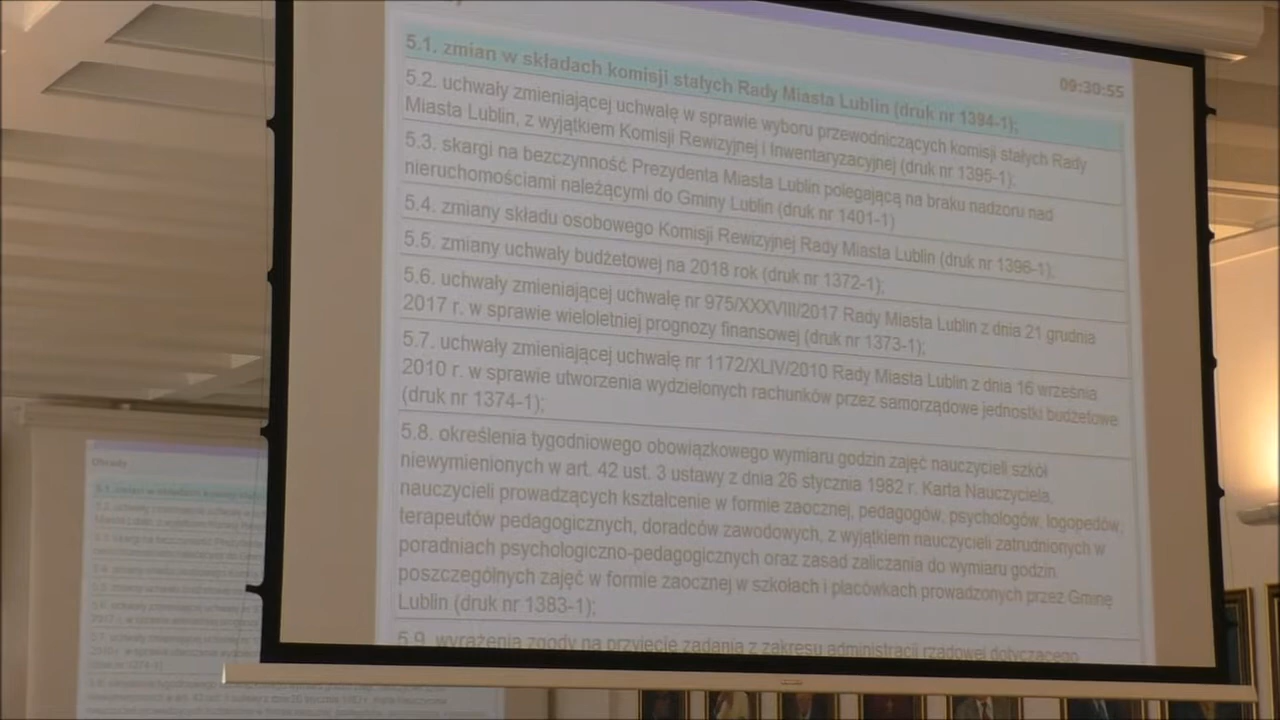 09:30:55
5.1. zmian w składach komisji stałych Rady Miasta Lublin (druk nr 1394-1);
5.2. uchwały zmieniającej uchwałę w sprawie wyboru przewodniczących komisji stałych Rady
Miasta Lublin, z wyjątkiem Komisji Rewizyjnej i Inwentaryzacyjnej (druk nr 1395-1);
5.3. skargi na bezczynność Prezydenta Miasta Lublin polegającą na braku nadzoru nad
nieruchomościami należącymi do Gminy Lublin (druk nr 1401-1)
5.4. zmiany składu osobowego Komisji Rewizyjnej Rady Miasta Lublin (druk nr 1396-1);
5.5. zmiany uchwały budżetowej na 2018 rok (druk nr 1372-1);
5.6. uchwały zmieniającej uchwałę nr 975/XXXVIII/2017 Rady Miasta Lublin z dnia 21 grudnia
2017 r. w sprawie wieloletniej prognozy finansowej (druk nr 1373-1);
5.7. uchwały zmieniającej uchwałę nr 1172/XLIV/2010 Rady Miasta Lublin z dnia 16 września
2010 r. w sprawie utworzenia wydzielonych rachunków przez samorządowe jednostki budżetowe
(druk nr 1374-1);
5.8. określenia tygodniowego obowiązkowego wymiaru godzin zajęć nauczycieli szkół
niewymienionych w art. 42 ust. 3 ustawy z dnia 26 stycznia 1982 r. Karta Nauczyciela,
nauczycieli prowadzących kształcenie w formie zaocznej, pedagogów, psychologów, logopedów,
terapeutów pedagogicznych, doradców zawodowych, z wyjątkiem nauczycieli zatrudnionych w
poradniach psychologiczno-pedagogicznych oraz zasad zaliczania do wymiaru godzin
poszczególnych zajęć w formie zaocznej w szkołach i placówkach prowadzonych przez Gminę
Lublin (druk nr 1383-1);
5.9. wyrażenia zgody na przyjęcie zadania z zakresu administracji rządowej dotyczącego
Obrady